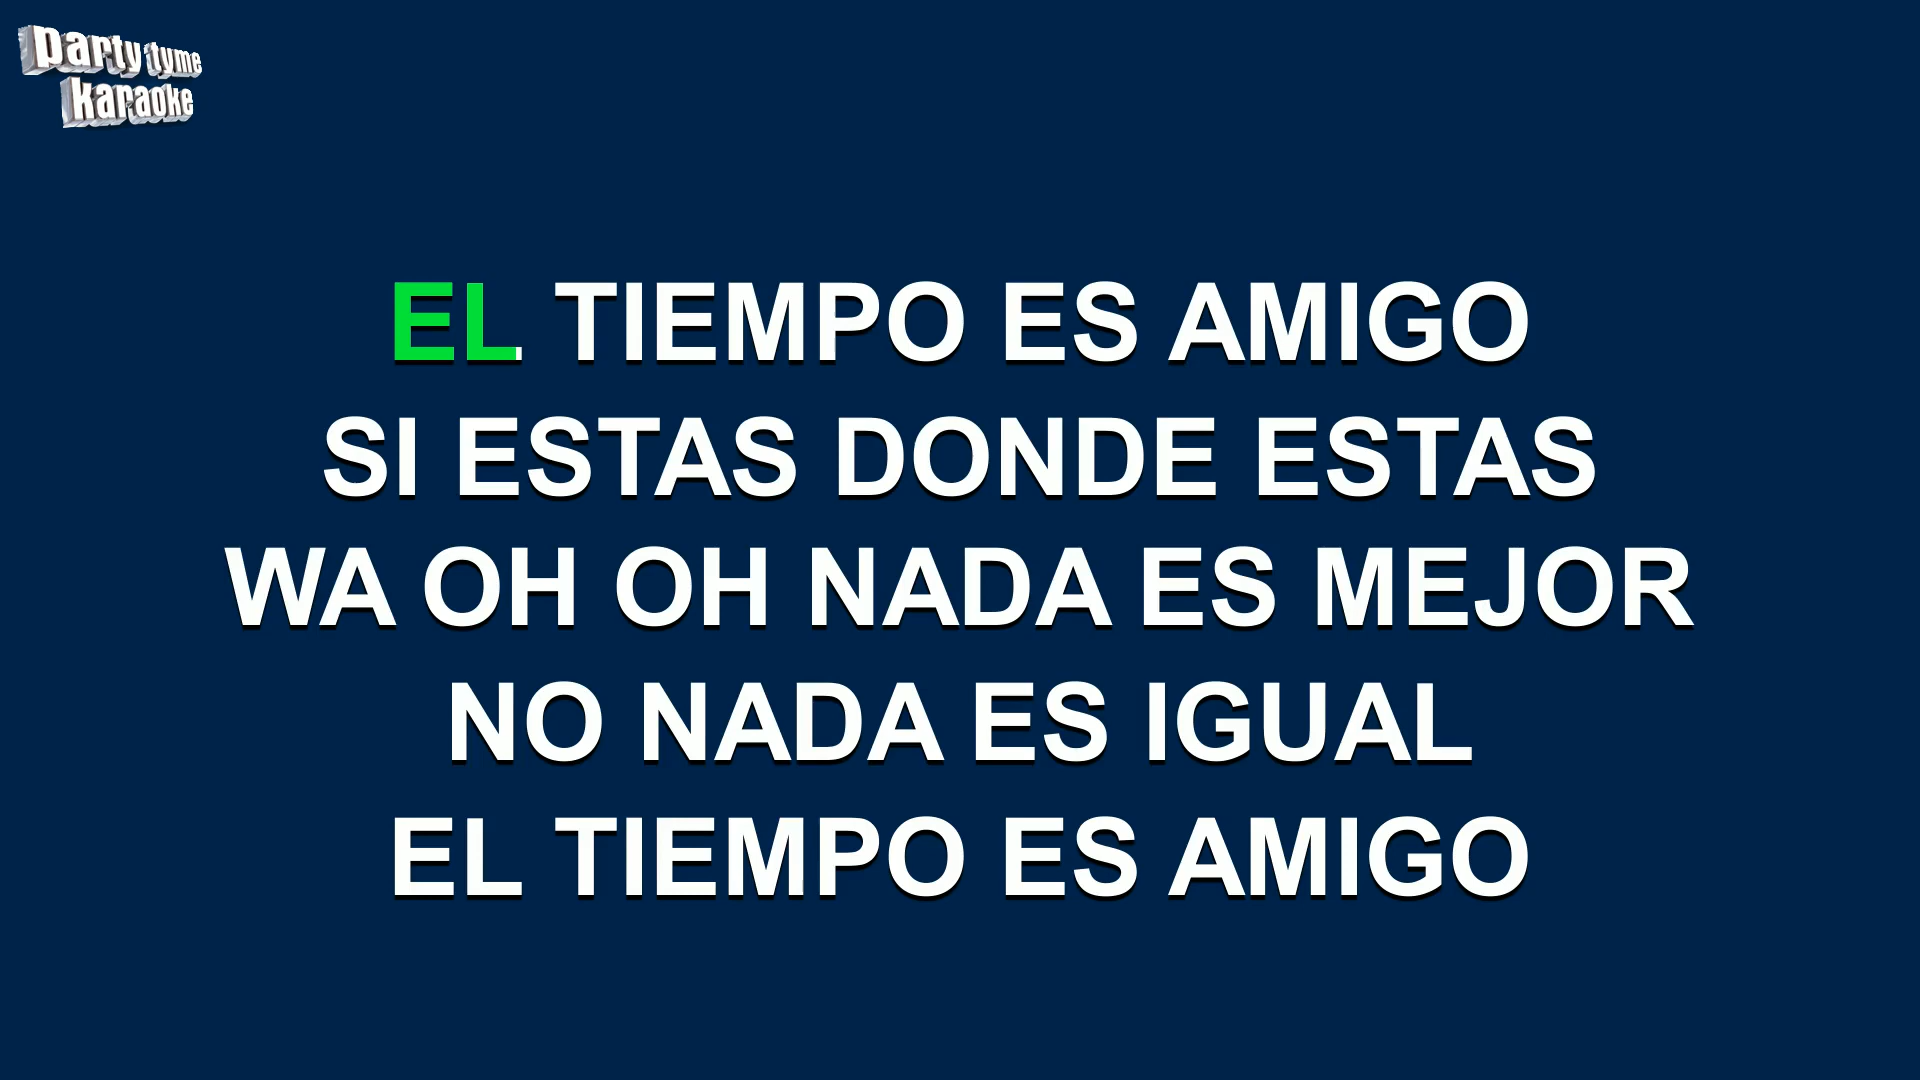 party tyme
karaoke
EL TIEMPO ES AMIGO
SI ESTAS DONDE ESTAS
WA OH OH NADA ES MEJOR
NO NADA ES IGUAL
EL TIEMPO ES AMIGO